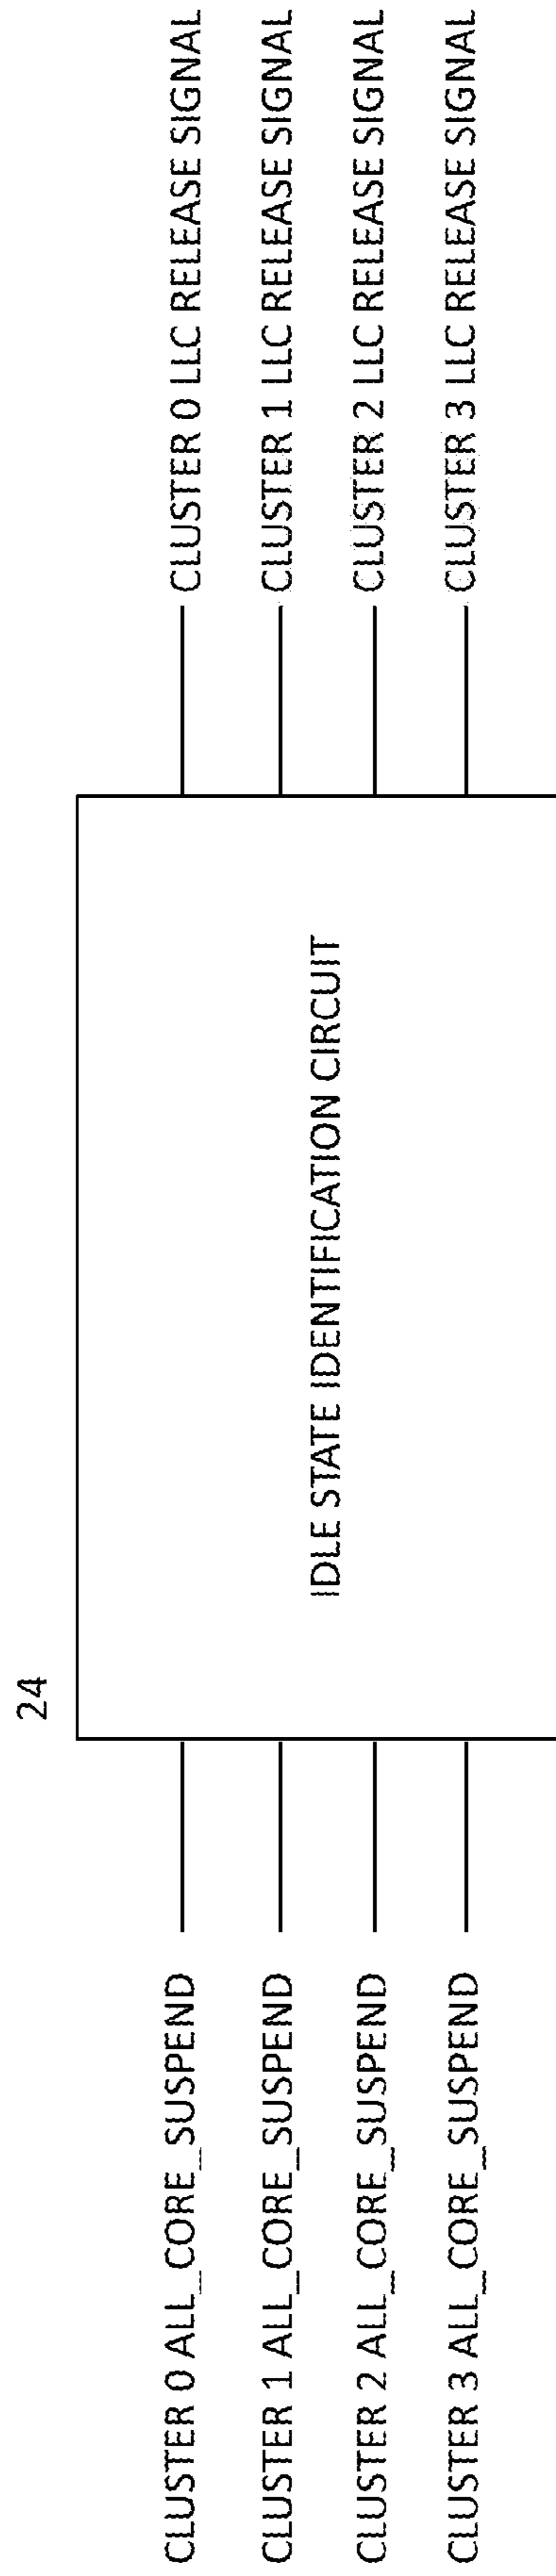 24
CLUSTER 0 ALL_CORE_SUSPEND
CLUSTER 1 ALL_CORE_SUSPEND
CLUSTER 2 ALL_CORE_SUSPEND
CLUSTER 3 ALL_CORE_SUSPEND
IDLE STATE IDENTIFICATION CIRCUIT
CLUSTER 0 LLC RELEASE SIGNAL
CLUSTER 1 LLC RELEASE SIGNAL
CLUSTER 2 LLC RELEASE SIGNAL
CLUSTER 3 LLC RELEASE SIGNAL